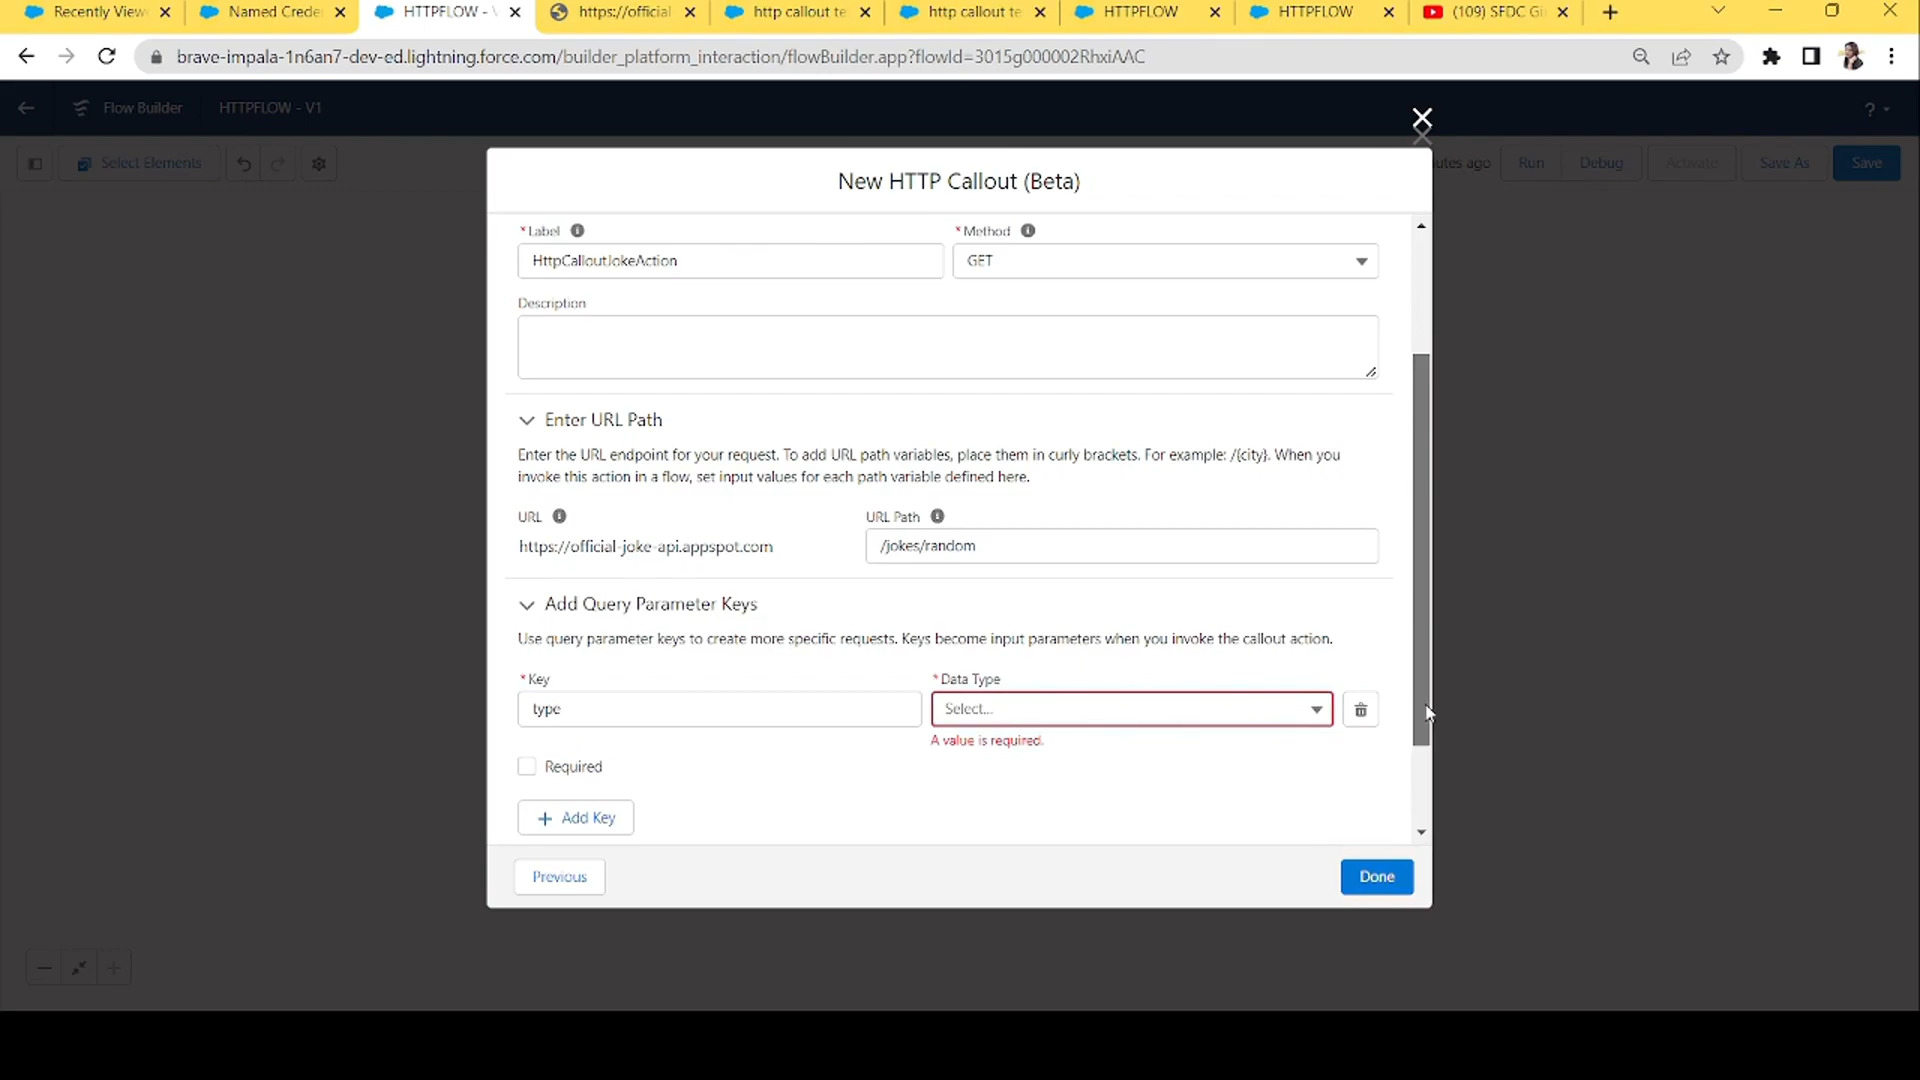 Recently View
Named Crede
HTTPFLOW -
https://official
http callout te
http callout te
HTTPFLOW
HTTPFLOW
(109) SFDC Gi
brave-impala-1n6an7-dev-ed.lightning.force.com/builder_platform_interaction/flowBuilder.app?flowId=3015g000002RhxiAAC
Flow Builder
HTTPFLOW - V1
?
Select Elements
utes ago
Run
Debug
Activate
Save As
Save
New HTTP Callout (Beta)
* Label
* Method
HttpCalloutJokeAction
GET
Description
Enter URL Path
Enter the URL endpoint for your request. To add URL path variables, place them in curly brackets. For example: /{city}. When you
invoke this action in a flow, set input values for each path variable defined here.
URL
URL Path
https://official-joke-api.appspot.com
/jokes/random
Add Query Parameter Keys
Use query parameter keys to create more specific requests. Keys become input parameters when you invoke the callout action.
* Key
* Data Type
type
Select...
A value is required.
Required
+ Add Key
Previous
Done